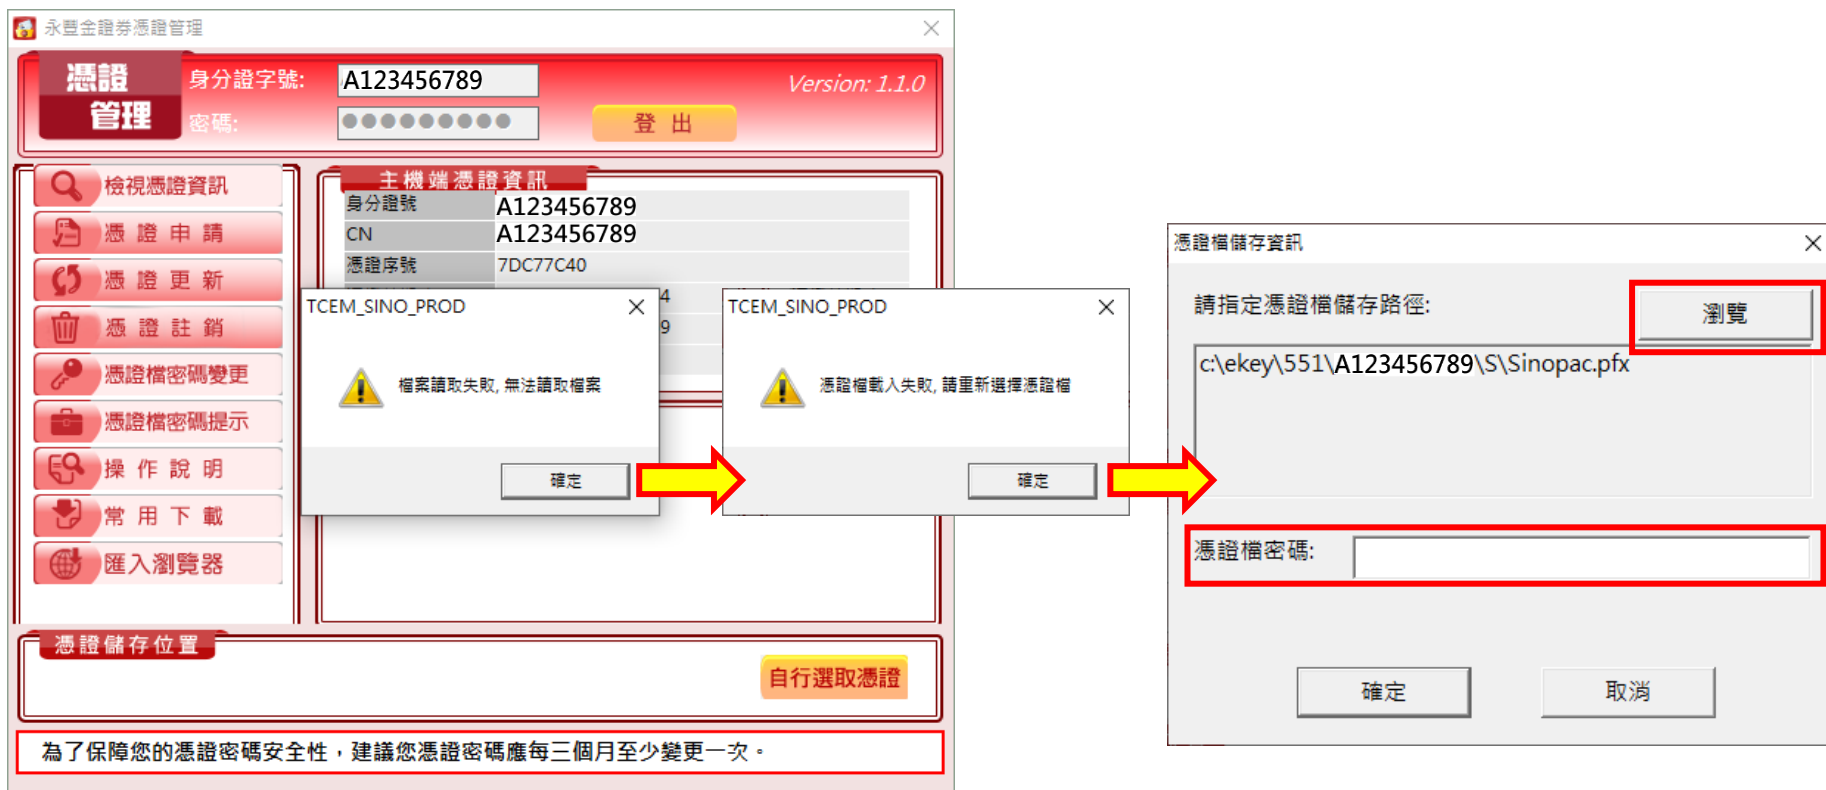 永豐金證券憑證管理
憑證
管理
身分證字號:
A123456789
Version: 1.1.0
密碼:
登 出
檢視憑證資訊
憑 證 申 請
憑 證 更 新
憑 證 註 銷
憑證檔密碼變更
憑證檔密碼提示
操 作 說 明
常 用 下 載
匯入瀏覽器
主機端憑證資訊
身分證號 A123456789
CN A123456789
憑證序號 7DC77C40
4
9
TCEM_SINO_PROD
檔案讀取失敗, 無法讀取檔案
確定
TCEM_SINO_PROD
憑證檔載入失敗, 請重新選擇憑證檔
確定
憑證檔儲存資訊
請指定憑證檔儲存路徑:
瀏覽
c:\ekey\551\A123456789\S\Sinopac.pfx
憑證檔密碼:
確定
取消
憑證儲存位置
自行選取憑證
為了保障您的憑證密碼安全性，建議您憑證密碼應每三個月至少變更一次。